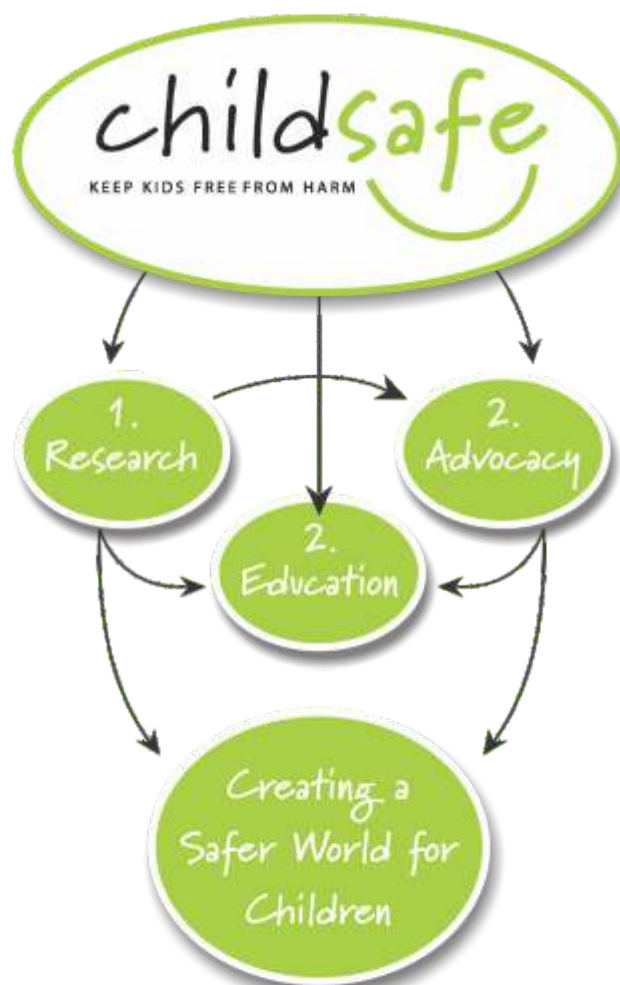 childsafe
KEEP KIDS FREE FROM HARM
1.
Research
2.
Advocacy
2.
Education
Creating a
Safer World for
Children